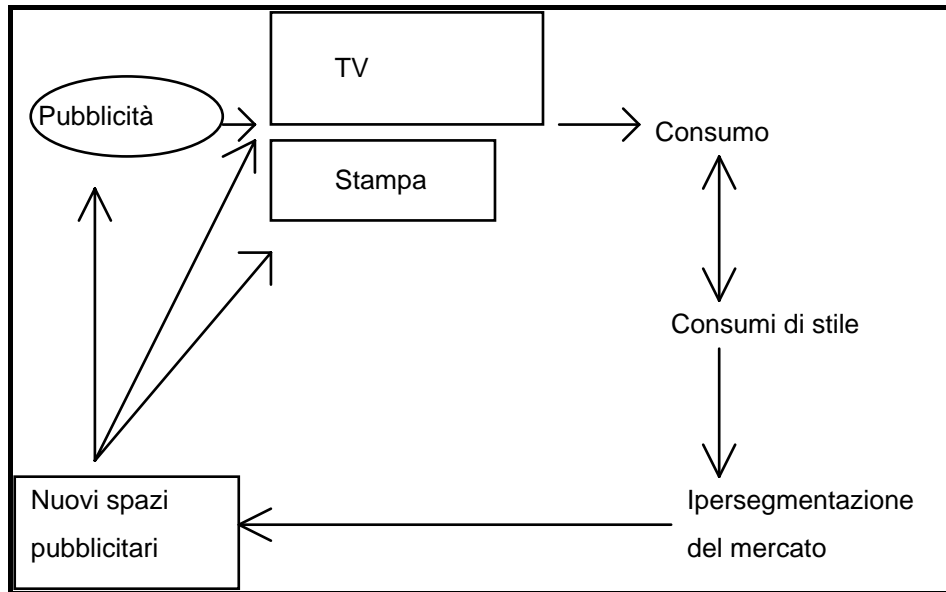 TV
Pubblicità
Consumo
Stampa
Consumi di stile
Nuovi spazi
pubblicitari
Ipersegmentazione
del mercato